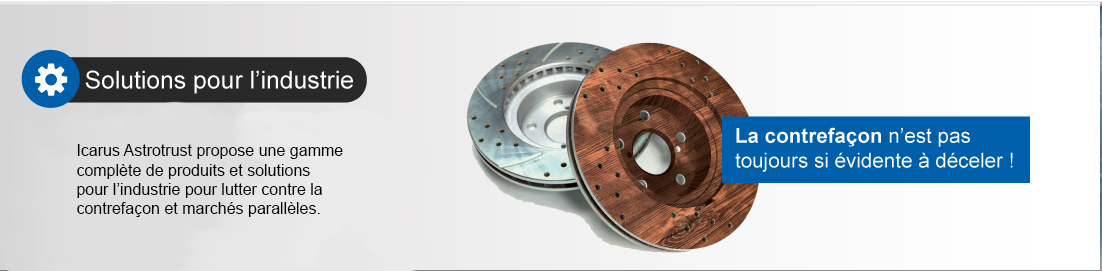 Solutions pour l’industrie
Icarus Astrotrust propose une gamme
complète de produits et solutions
pour l’industrie pour lutter contre la
contrefaçon et marchés parallèles.
La contrefaçon n’est pas
toujours si évidente à déceler !